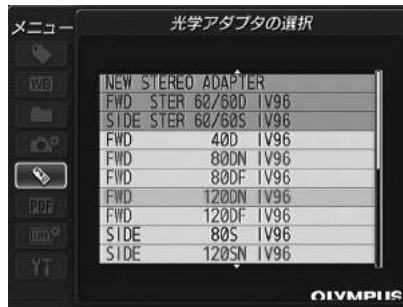 メニュー
光学アダプタの選択
WB
PDF
LIVE
NEW STEREO ADAPTER
FWD STER 60/60D IV96
SIDE STER 60/60S IV96
FWD 40D IV96
FWD 80DN IV96
FWD 80DF IV96
FWD 120DN IV96
FWD 120DF IV96
SIDE 80S IV96
SIDE 120SN IV96
OLYMPUS